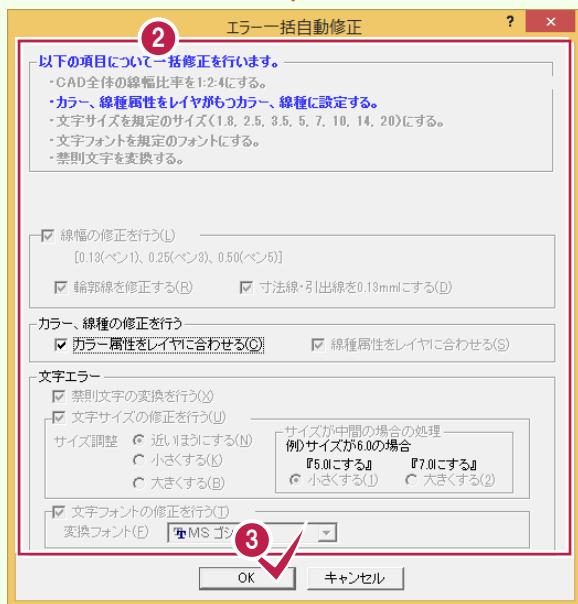 エラー一括自動修正
? ×
2
以下の項目について一括修正を行います。
・CAD全体の線幅比率を1:2:4にする。
・カラー、線種属性をレイヤがもつカラー、線種に設定する。
・文字サイズを規定のサイズ(1.8, 2.5, 3.5, 5, 7, 10, 14, 20)にする。
・文字フォントを規定のフォントにする。
・禁則文字を変換する。
線幅の修正を行う(L)
[0.13(ペン1)、0.25(ペン3)、0.50(ペン5)]
輪郭線を修正する(R) 寸法線・引出線を0.13mmにする(D)
カラー、線種の修正を行う
カラー属性をレイヤに合わせる(C) 線種属性をレイヤに合わせる(S)
文字エラー
禁則文字の変換を行う(X)
文字サイズの修正を行う(U)
サイズ調整 近いほうにする(N)
小さくする(K)
大きくする(B)
サイズが中間の場合の処理
例)サイズが6.0の場合
『5.0にする』 『7.0にする』
小さくする(1) 大きくする(2)
文字フォントの修正を行う(T)
変換フォント(F) MS ゴシ
3
OK キャンセル